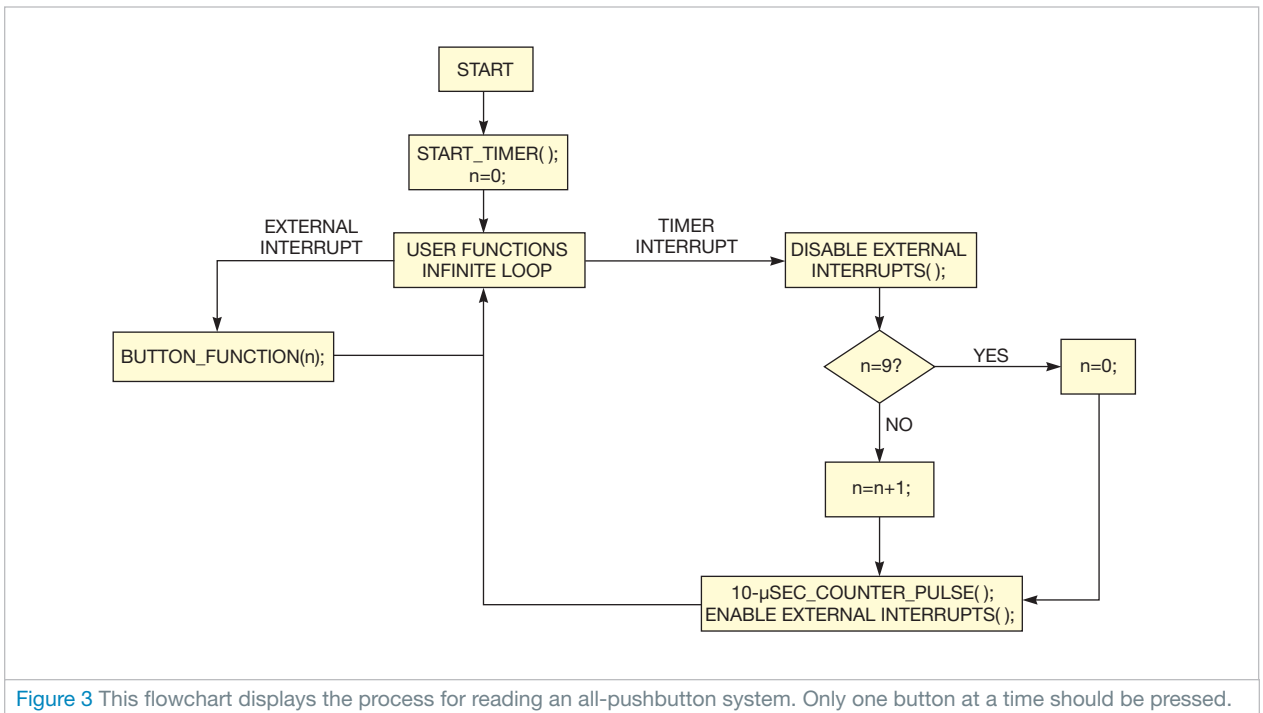 START
START_TIMER( );
n=0;
EXTERNAL
INTERRUPT
USER FUNCTIONS
INFINITE LOOP
TIMER
INTERRUPT
DISABLE EXTERNAL
INTERRUPTS( );
BUTTON_FUNCTION(n);
n=9?
YES
n=0;
NO
n=n+1;
10-µSEC_COUNTER_PULSE( );
ENABLE EXTERNAL INTERRUPTS( );
Figure 3 This flowchart displays the process for reading an all-pushbutton system. Only one button at a time should be pressed.